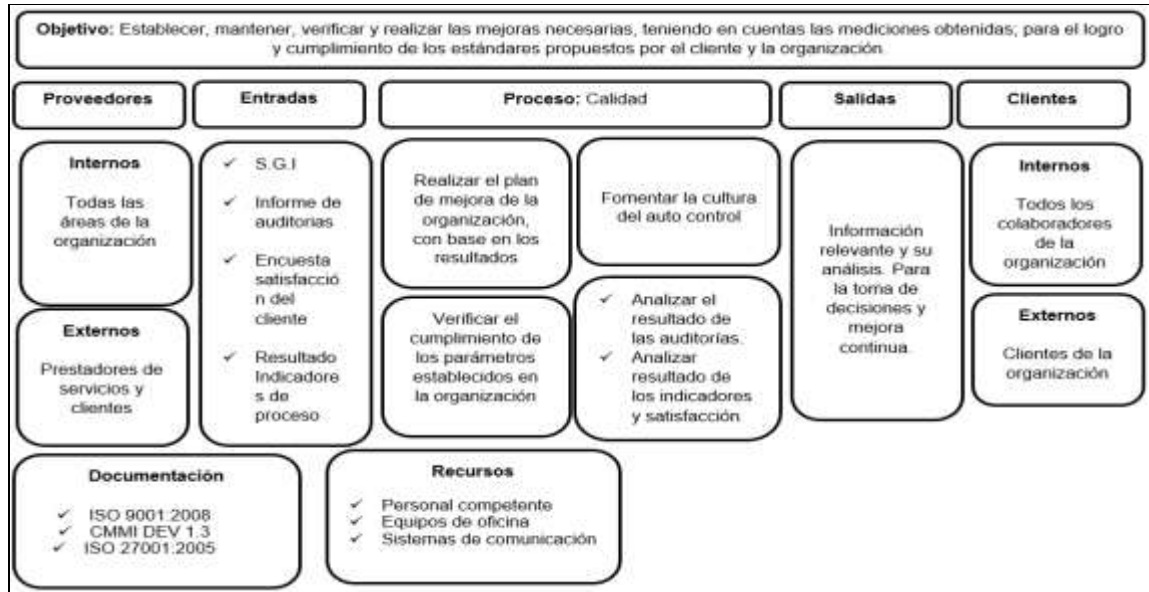 Objetivo: Establecer, mantener, verificar y realizar las mejoras necesarias, teniendo en cuentas las mediciones obtenidas; para el logro
y cumplimiento de los estándares propuestos por el cliente y la organización.
Proveedores
Entradas
Proceso: Calidad
Salidas
Clientes
Internos
Todas las
áreas de la
organización
Externos
Prestadores de
servicios y
clientes
✓ S.G.I
✓ Informe de
auditorias
✓ Encuesta
satisfacció
n del
cliente
✓ Resultado
Indicadore
s de
proceso
Realizar el plan
de mejora de la
organización,
con base en los
resultados
Fomentar la cultura
del auto control
Verificar el
cumplimiento de
los parámetros
establecidos en
la organización
✓ Analizar el
resultado de
las auditorías.
✓ Analizar
resultado de
los indicadores
y satisfacción
Información
relevante y su
análisis. Para
la toma de
decisiones y
mejora
continua.
Internos
Todos los
colaboradores
de la
organización
Externos
Clientes de la
organización
Documentación
✓ ISO 9001:2008
✓ CMMI DEV 1.3
✓ ISO 27001:2005
Recursos
✓ Personal competente
✓ Equipos de oficina
✓ Sistemas de comunicación